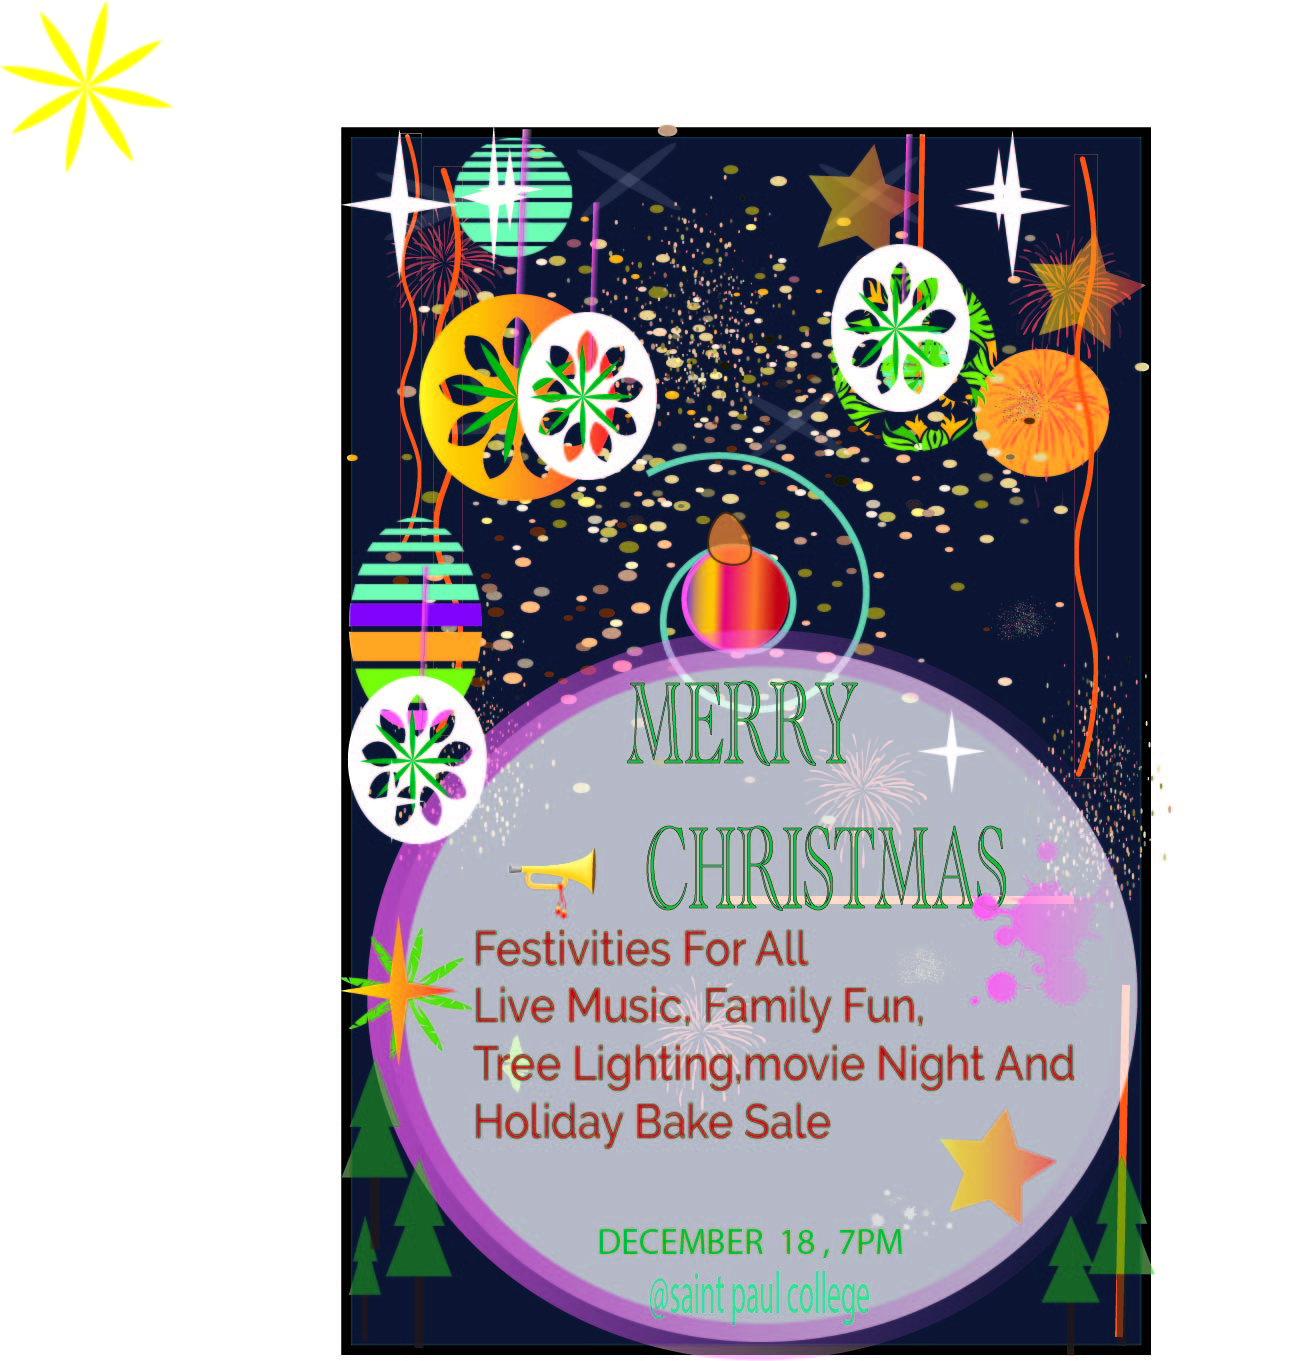 MERRY
CHRISTMAS
Festivities For All
Live Music, Family Fun,
Tree Lighting,movie Night And
Holiday Bake Sale
DECEMBER 18 , 7PM
@saint paul college